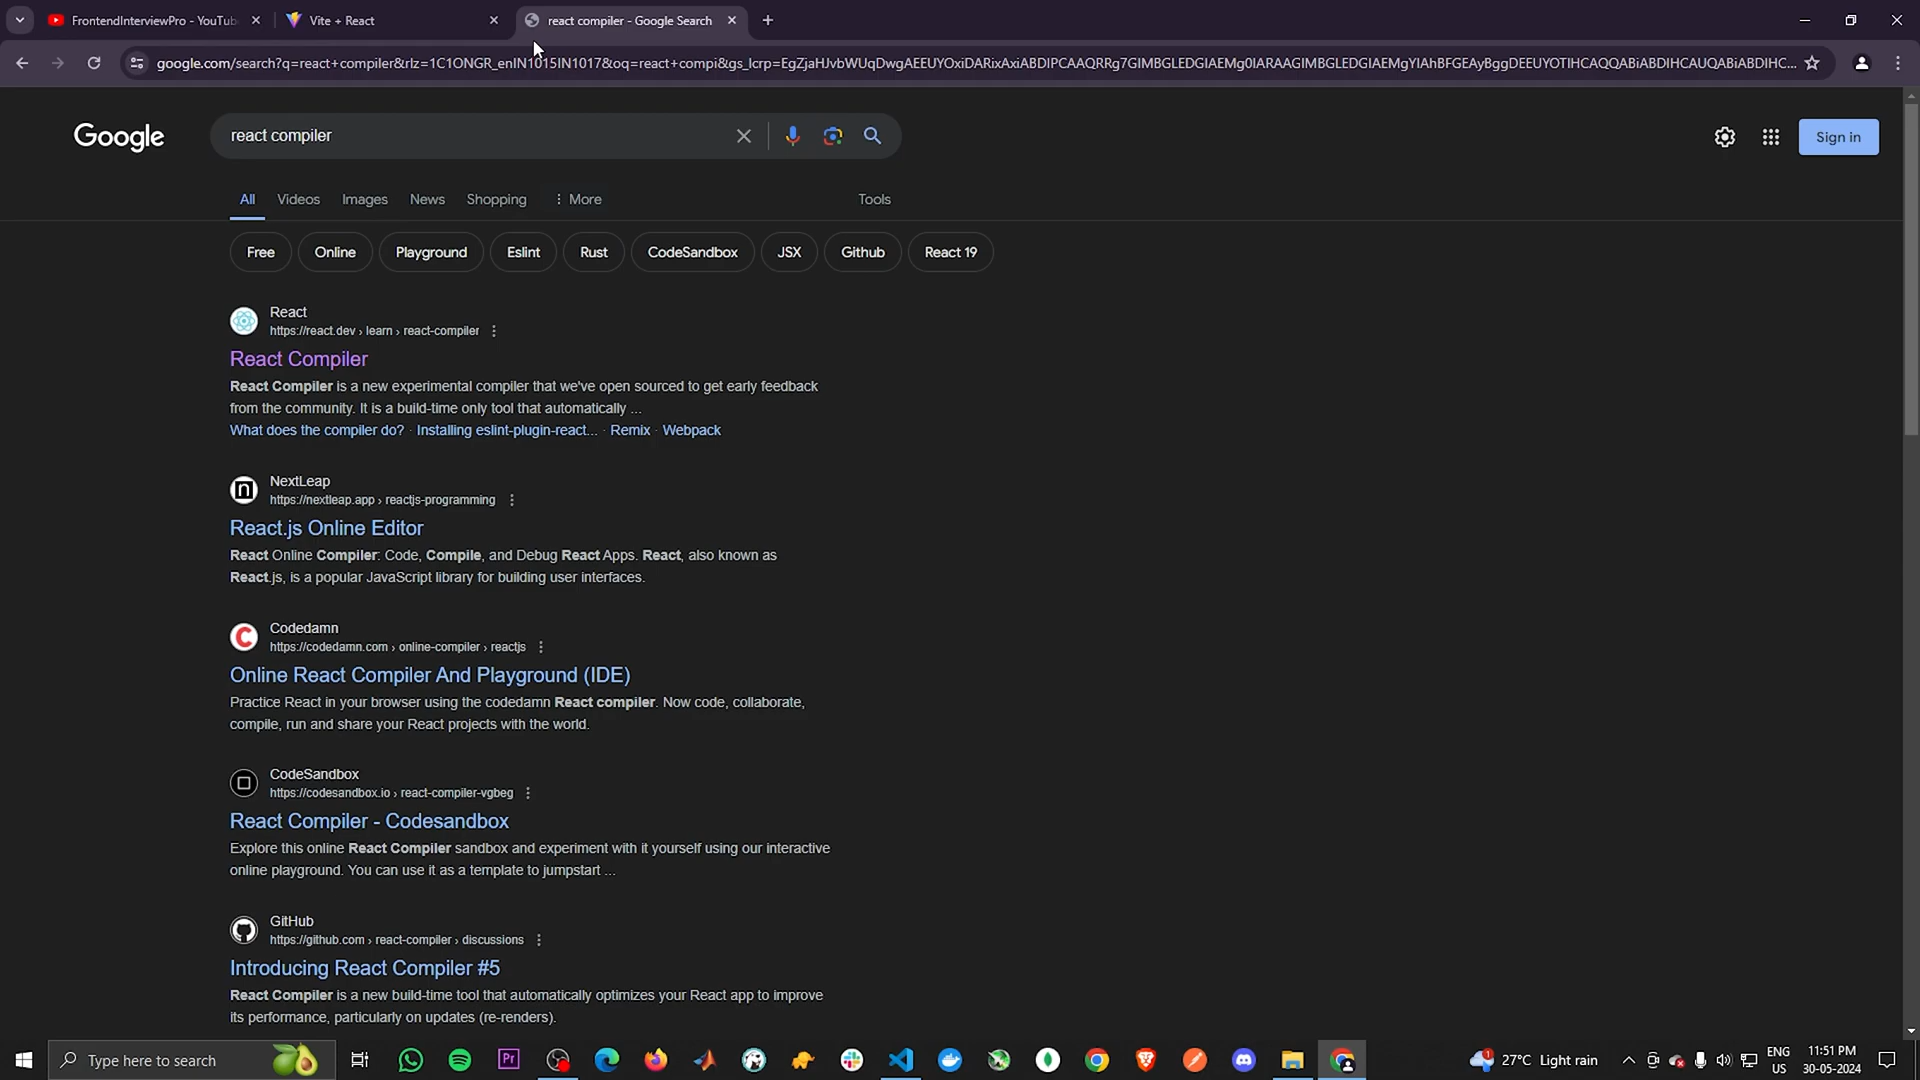 FrontendInterviewPro - YouTub
Vite + React
react compiler - Google Search
google.com/search?q=react+compiler&rlz=1C1ONGR_enIN1015IN1017&oq=react+compi&gs_lcrp=
Google
react compiler
Sign in
All
Videos
Images
News
Shopping
More
Tools
Free
Online
Playground
Eslint
Rust
CodeSandbox
JSX
Github
React 19
React
https://react.dev › learn › react-compiler
React Compiler
React Compiler is a new experimental compiler that we've open sourced to get early feedback
from the community. It is a build-time only tool that automatically ...
What does the compiler do? · Installing eslint-plugin-react... · Remix · Webpack
NextLeap
https://nextleap.app › reactjs-programming
React.js Online Editor
React Online Compiler: Code, Compile, and Debug React Apps. React, also known as
React.js, is a popular JavaScript library for building user interfaces.
Codedamn
https://codedamn.com › online-compiler › reactjs
Online React Compiler And Playground (IDE)
Practice React in your browser using the codedamn React compiler. Now code, collaborate,
compile, run and share your React projects with the world.
CodeSandbox
https://codesandbox.io › react-compiler-vgbeg
React Compiler - Codesandbox
Explore this online React Compiler sandbox and experiment with it yourself using our interactive
online playground. You can use it as a template to jumpstart ...
GitHub
https://github.com › react-compiler › discussions
Introducing React Compiler #5
React Compiler is a new build-time tool that automatically optimizes your React app to improve
its performance, particularly on updates (re-renders).
Type here to search
Pr
1
27°C Light rain
ENG
US
11:51 PM
30-05-2024